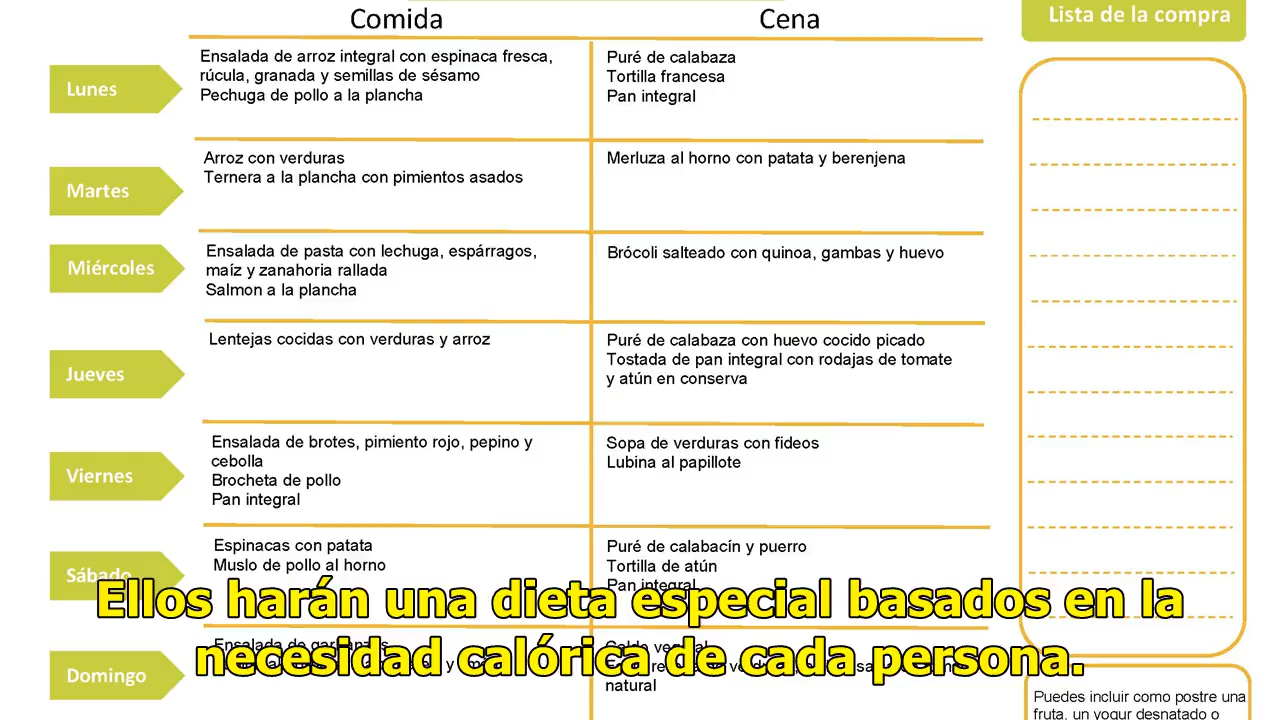 Comida
Cena
Lista de la compra
Lunes
Ensalada de arroz integral con espinaca fresca,
rúcula, granada y semillas de sésamo
Pechuga de pollo a la plancha
Puré de calabaza
Tortilla francesa
Pan integral
Martes
Arroz con verduras
Ternera a la plancha con pimientos asados
Merluza al horno con patata y berenjena
Miércoles
Ensalada de pasta con lechuga, espárragos,
maíz y zanahoria rallada
Salmon a la plancha
Brócoli salteado con quinoa, gambas y huevo
Jueves
Lentejas cocidas con verduras y arroz
Puré de calabaza con huevo cocido picado
Tostada de pan integral con rodajas de tomate
y atún en conserva
Viernes
Ensalada de brotes, pimiento rojo, pepino y
cebolla
Brocheta de pollo
Pan integral
Sopa de verduras con fideos
Lubina al papillote
Sábado
Espinacas con patata
Muslo de pollo al horno
Puré de calabacín y puerro
Tortilla de atún
Pan integral
Domingo
Ensalada de
natural
Puedes incluir como postre una
fruta, un yogur desnatado o
Ellos harán una dieta especial basados en la
necesidad calórica de cada persona.